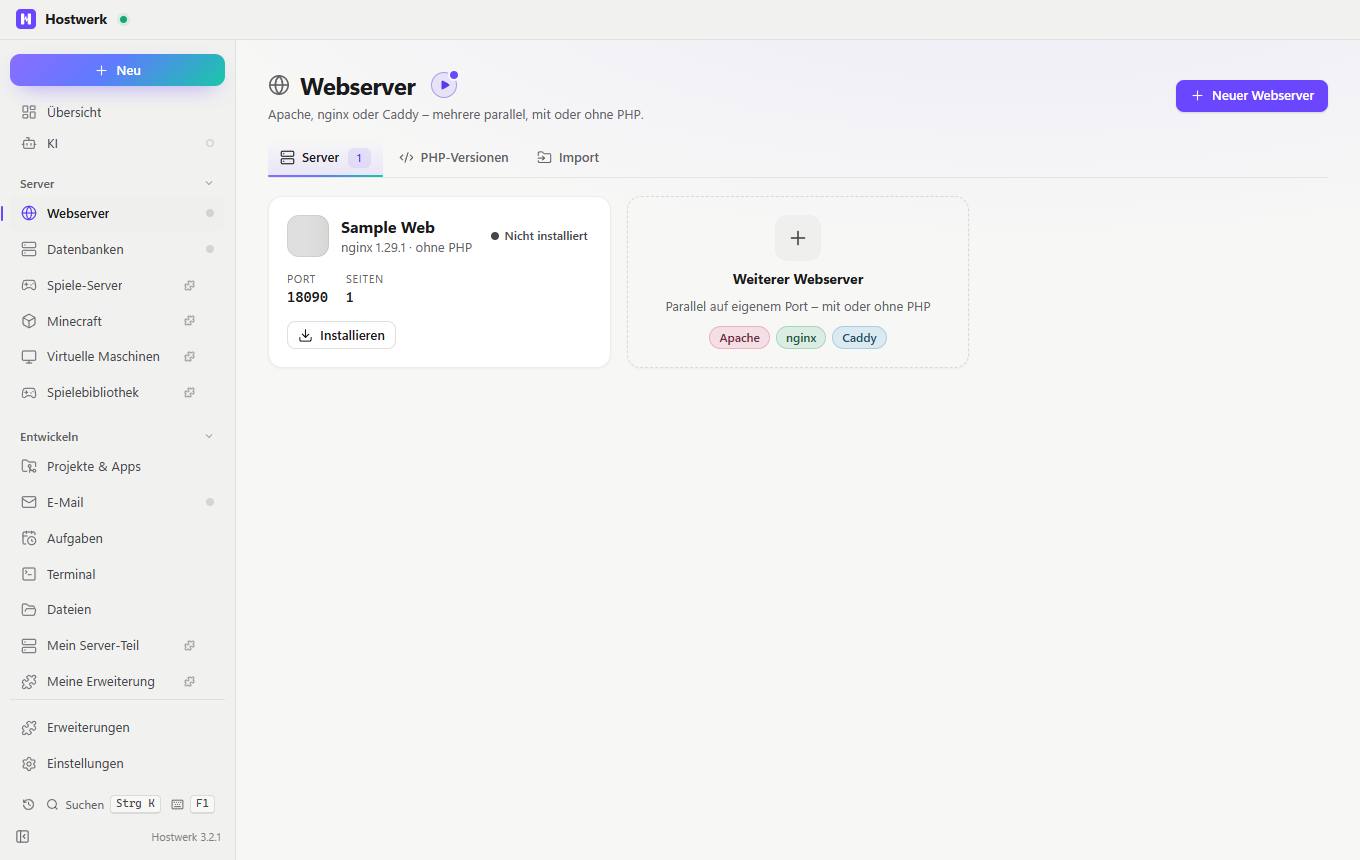 Hostwerk
Neu
Übersicht
KI
Server
Webserver
Datenbanken
Spiele-Server
Minecraft
Virtuelle Maschinen
Spielebibliothek
Entwickeln
Projekte & Apps
E-Mail
Aufgaben
Terminal
Dateien
Mein Server-Teil
Meine Erweiterung
Erweiterungen
Einstellungen
Suchen Strg K F1
Hostwerk 3.2.1
Webserver
Apache, nginx oder Caddy – mehrere parallel, mit oder ohne PHP.
Neuer Webserver
Server 1 PHP-Versionen Import
Sample Web
nginx 1.29.1 · ohne PHP
Nicht installiert
PORT SEITEN
18090 1
Installieren
Weiterer Webserver
Parallel auf eigenem Port – mit oder ohne PHP
Apache nginx Caddy